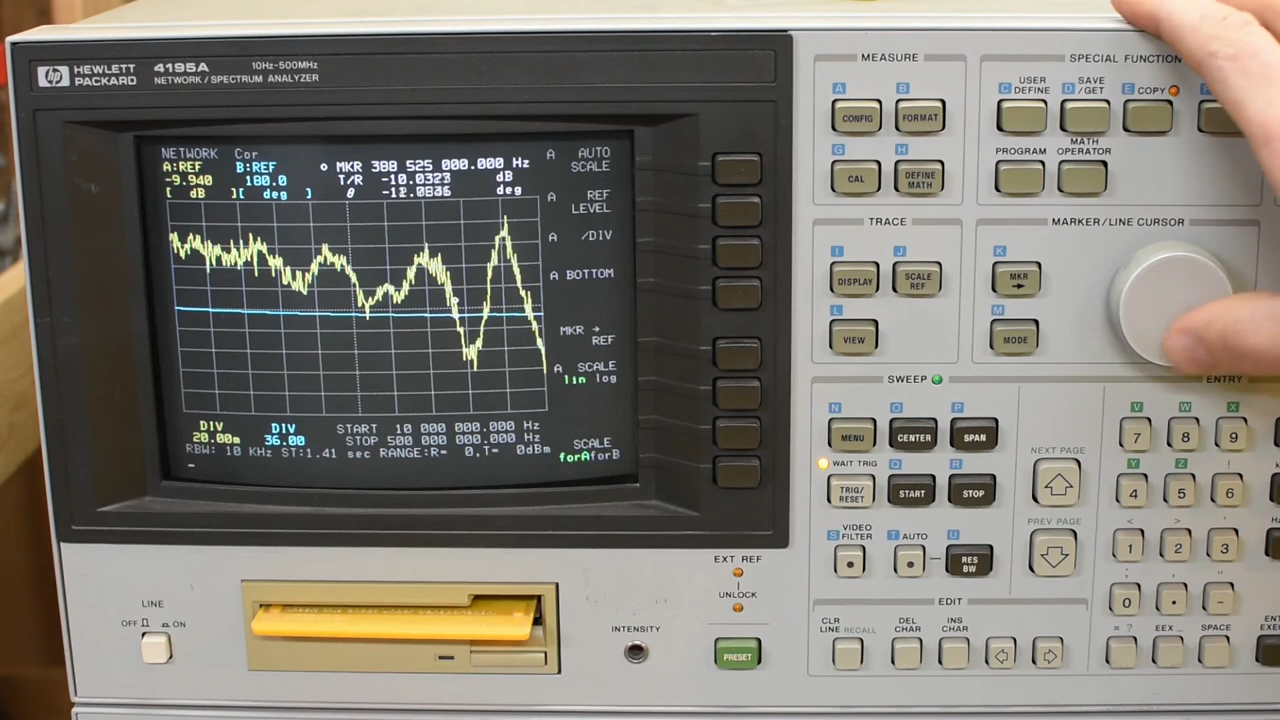 hp HEWLETT PACKARD 4195A 10Hz-500MHz
NETWORK / SPECTRUM ANALYZER
NETWORK Cor
A:REF B:REF o MKR 388 525 000.000 Hz
-9.940 180.0 T/R -10.0323 dB
[ dB ][ deg ] θ deg
A AUTO SCALE
A REF LEVEL
A /DIV
A BOTTOM
MKR → REF
A SCALE
lin log
SCALE
forA forB
DIV DIV START 10 000 000.000 Hz
20.00m 36.00 STOP 500 000 000.000 Hz
RBW: 10 KHz ST:1.41 sec RANGE:R= 0,T= 0dBm
MEASURE
A B
CONFIG FORMAT
G H
CAL DEFINE MATH
SPECIAL FUNCTION
C USER DEFINE D SAVE /GET E COPY
PROGRAM MATH OPERATOR
TRACE
I J
DISPLAY SCALE REF
L
VIEW
MARKER/LINE CURSOR
K
MKR →
M
MODE
SWEEP
N O P
MENU CENTER SPAN
WAIT TRIG Q R
TRIG/ RESET START STOP
S VIDEO FILTER T AUTO U
RES BW
NEXT PAGE
PREV PAGE
ENTRY
V W X
7 8 9
Y Z !
4 5 6
< > '
1 2 3
0 • -
= ? EEX SPACE
EDIT
CLR LINE RECALL DEL CHAR INS CHAR
LINE
OFF ON
INTENSITY
EXT REF
UNLOCK
PRESET